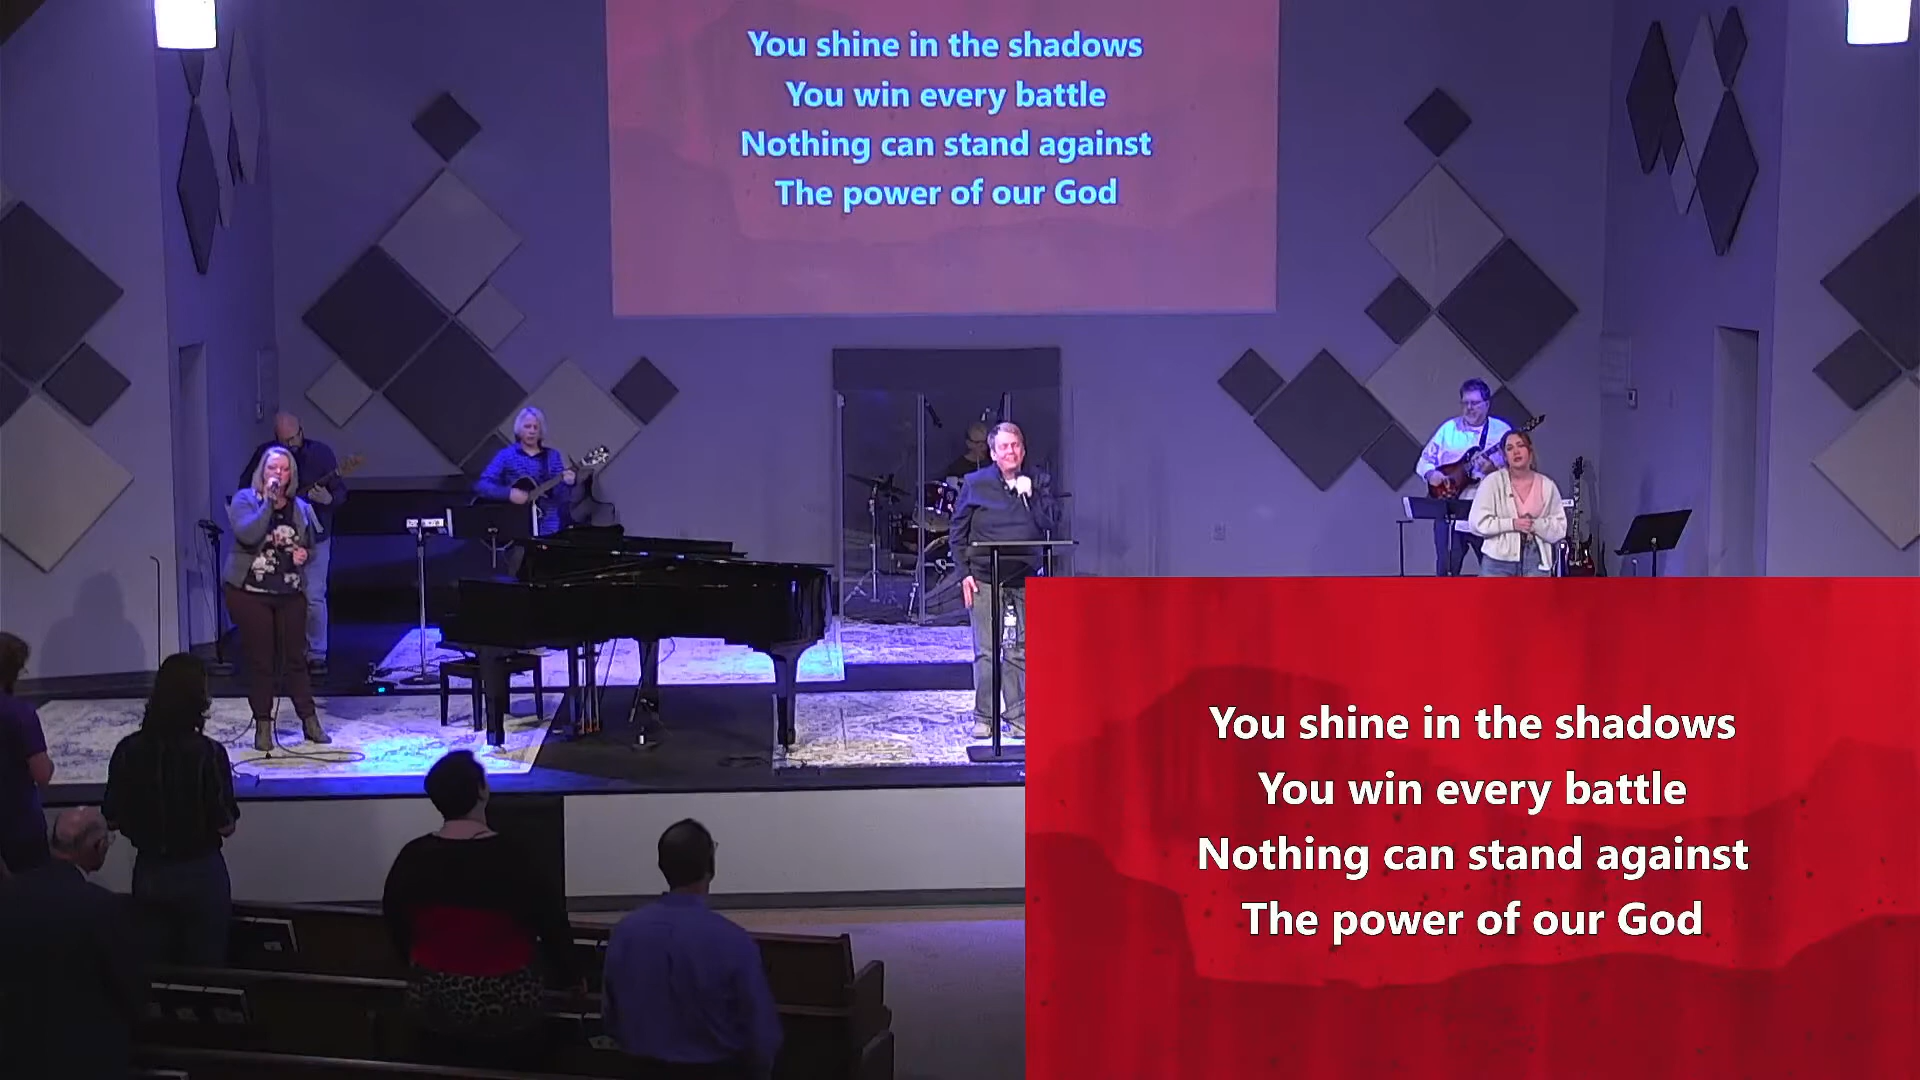 You shine in the shadows
You win every battle
Nothing can stand against
The power of our God
You shine in the shadows
You win every battle
Nothing can stand against
The power of our God